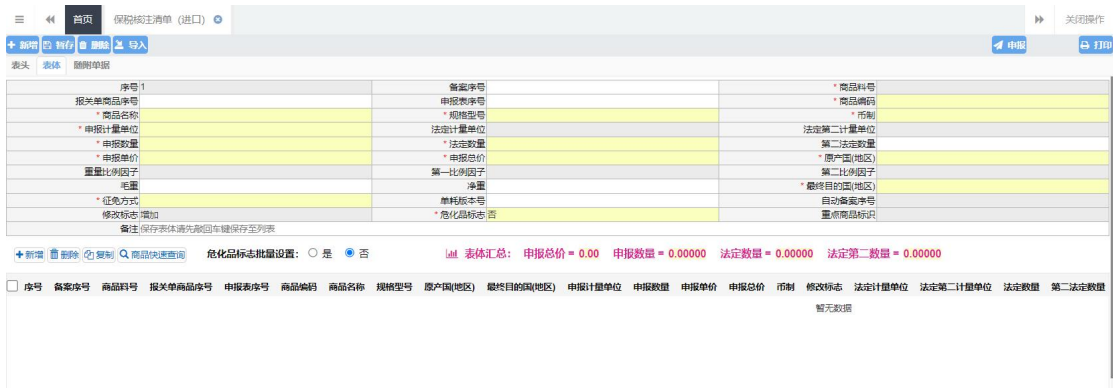 首页 保税核注清单（进口） 关闭操作
新增 暂存 删除 导入 申报 打印
表头 表体 随附单据
序号 1 备案序号 * 商品料号
报关单商品序号 申报表序号 * 商品编码
* 商品名称 * 规格型号 * 币制
* 申报计量单位 法定计量单位 法定第二计量单位
* 申报数量 * 法定数量 第二法定数量
* 申报单价 * 申报总价 * 原产国(地区)
重量比例因子 第一比例因子 第二比例因子
毛重 净重 * 最终目的国(地区)
* 征免方式 单耗版本号 自动备案序号
修改标志 增加 * 危化品标志 否 重点商品标识
备注 保存表体请先敲回车键保存至列表
新增 删除 复制 商品快速查询 危化品标志批量设置： 是 否 表体汇总： 申报总价 = 0.00 申报数量 = 0.00000 法定数量 = 0.00000 法定第二数量 = 0.00000
序号 备案序号 商品料号 报关单商品序号 申报表序号 商品编码 商品名称 规格型号 原产国(地区) 最终目的国(地区) 申报计量单位 申报数量 申报单价 申报总价 币制 修改标志 法定计量单位 法定第二计量单位 法定数量 第二法定数量
暂无数据